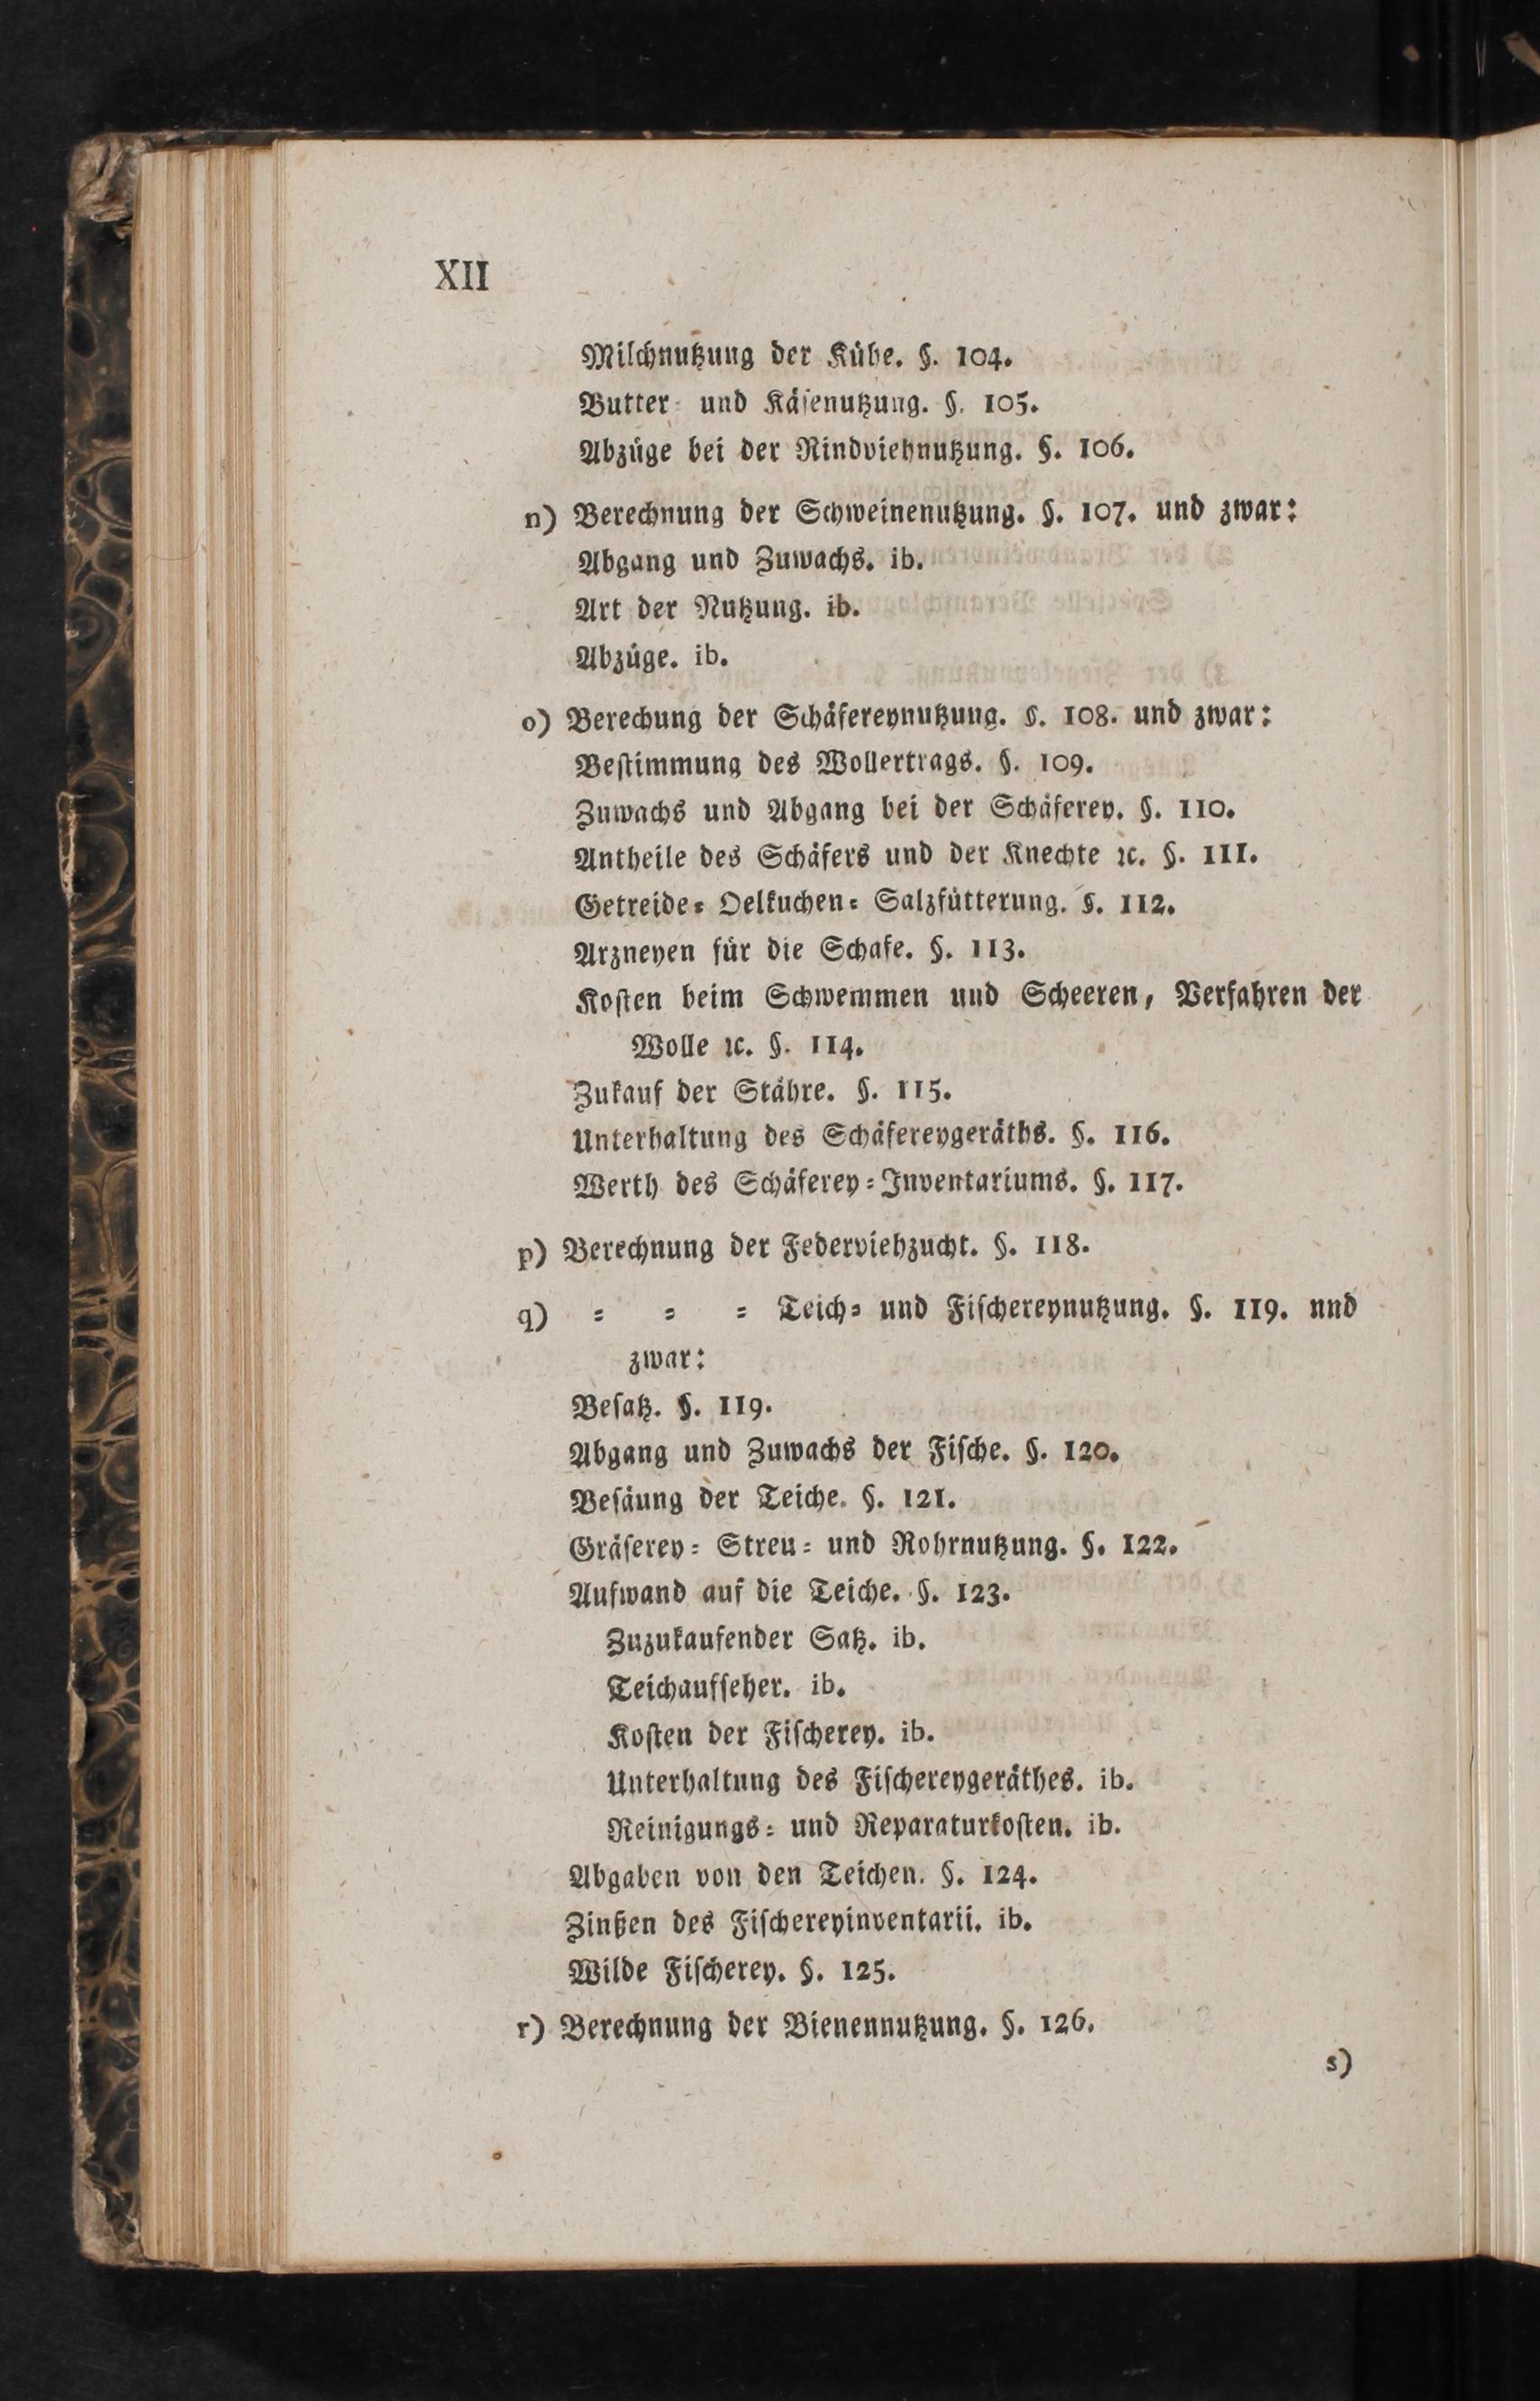 XII
Milchnutzung der Kühe. §. 104.
Butter- und Käsenutzung. §. 105.
Abzüge bei der Rindviehnutzung. §. 106.
n) Berechnung der Schweinenutzung. §. 107. und zwar:
Abgang und Zuwachs. ib.
Art der Nutzung. ib.
Abzüge. ib.
o) Berechung der Schäfereynutzung. §. 108. und zwar:
Beſtimmung des Wollertrags. §. 109.
Zuwachs und Abgang bei der Schäferey. §. 110.
Antheile des Schäfers und der Knechte ꝛc. §. 111.
Getreide= Oelkuchen= Salzfütterung. §. 112.
Arzneyen für die Schafe. §. 113.
Koſten beim Schwemmen und Scheeren, Verfahren der
Wolle ꝛc. §. 114.
Zukauf der Stähre. §. 115.
Unterhaltung des Schäfereygeräths. §. 116.
Werth des Schäferey=Inventariums. §. 117.
p) Berechnung der Federviehzucht. §. 118.
q) = = = Teich= und Fiſchereynutzung. §. 119. nnd
zwar:
Beſatz. §. 119.
Abgang und Zuwachs der Fiſche. §. 120.
Beſäung der Teiche. §. 121.
Gräſerey= Streu= und Rohrnutzung. §. 122.
Aufwand auf die Teiche. §. 123.
Zuzukaufender Satz. ib.
Teichaufſeher. ib.
Koſten der Fiſcherey. ib.
Unterhaltung des Fiſchereygeräthes. ib.
Reinigungs= und Reparaturkoſten. ib.
Abgaben von den Teichen. §. 124.
Zinßen des Fiſchereyinventarii. ib.
Wilde Fiſcherey. §. 125.
r) Berechnung der Bienennutzung. §. 126.
s)